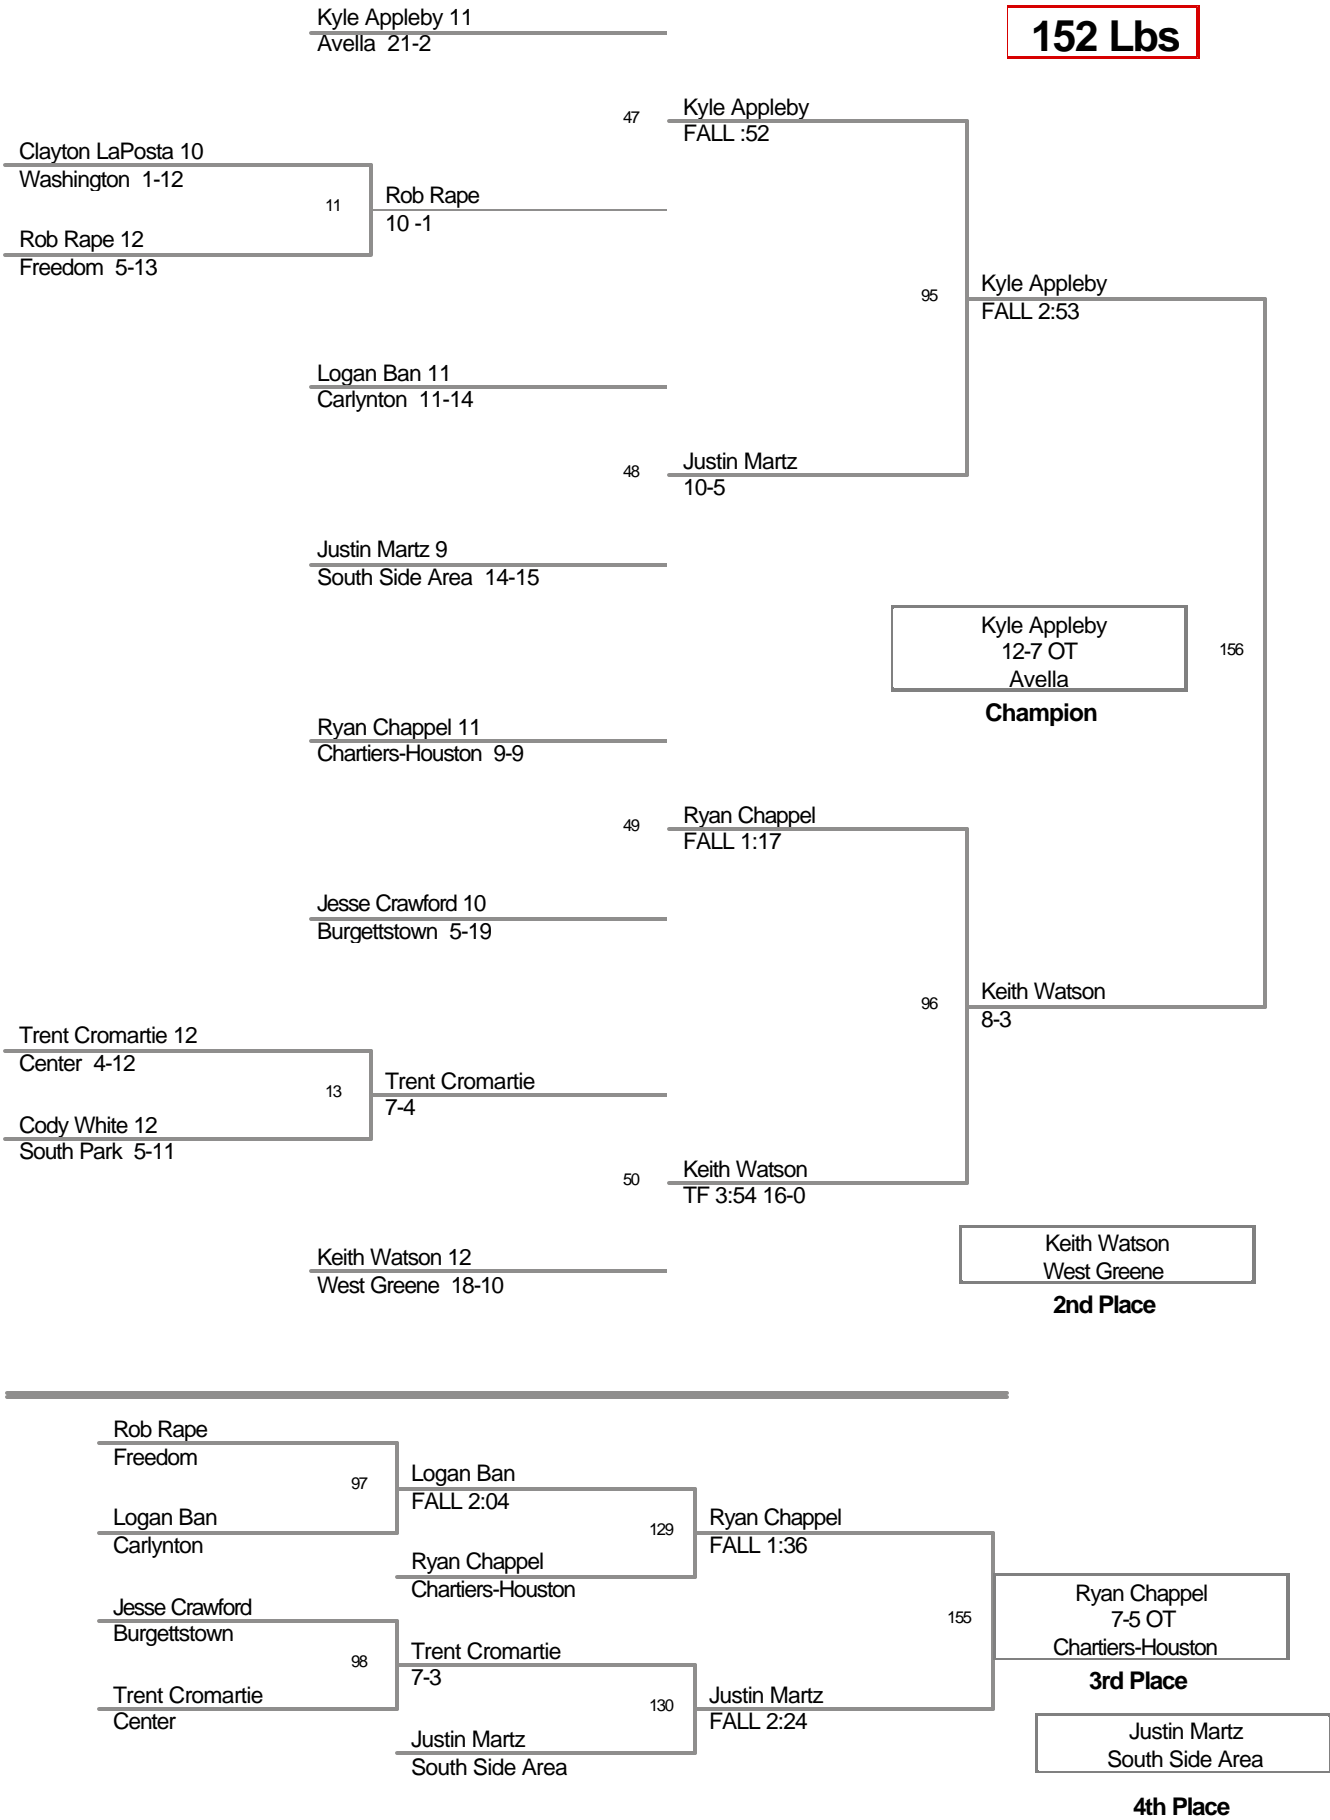 Kyle Appleby 11
Avella 21-2
152 Lbs
47
Kyle Appleby
FALL :52
Clayton LaPosta 10
Washington 1-12
11
Rob Rape
10 -1
Rob Rape 12
Freedom 5-13
95
Kyle Appleby
FALL 2:53
Logan Ban 11
Carlynton 11-14
48
Justin Martz
10-5
Justin Martz 9
South Side Area 14-15
Kyle Appleby
12-7 OT
Avella
Champion
156
Ryan Chappel 11
Chartiers-Houston 9-9
49
Ryan Chappel
FALL 1:17
Jesse Crawford 10
Burgettstown 5-19
96
Keith Watson
8-3
Trent Cromartie 12
Center 4-12
13
Trent Cromartie
7-4
Cody White 12
South Park 5-11
50
Keith Watson
TF 3:54 16-0
Keith Watson 12
West Greene 18-10
Keith Watson
West Greene
2nd Place
Rob Rape
Freedom
97
Logan Ban
FALL 2:04
Logan Ban
Carlynton
129
Ryan Chappel
FALL 1:36
Ryan Chappel
Chartiers-Houston
Jesse Crawford
Burgettstown
155
Ryan Chappel
7-5 OT
Chartiers-Houston
3rd Place
98
Trent Cromartie
7-3
Trent Cromartie
Center
130
Justin Martz
FALL 2:24
Justin Martz
South Side Area
Justin Martz
South Side Area
4th Place